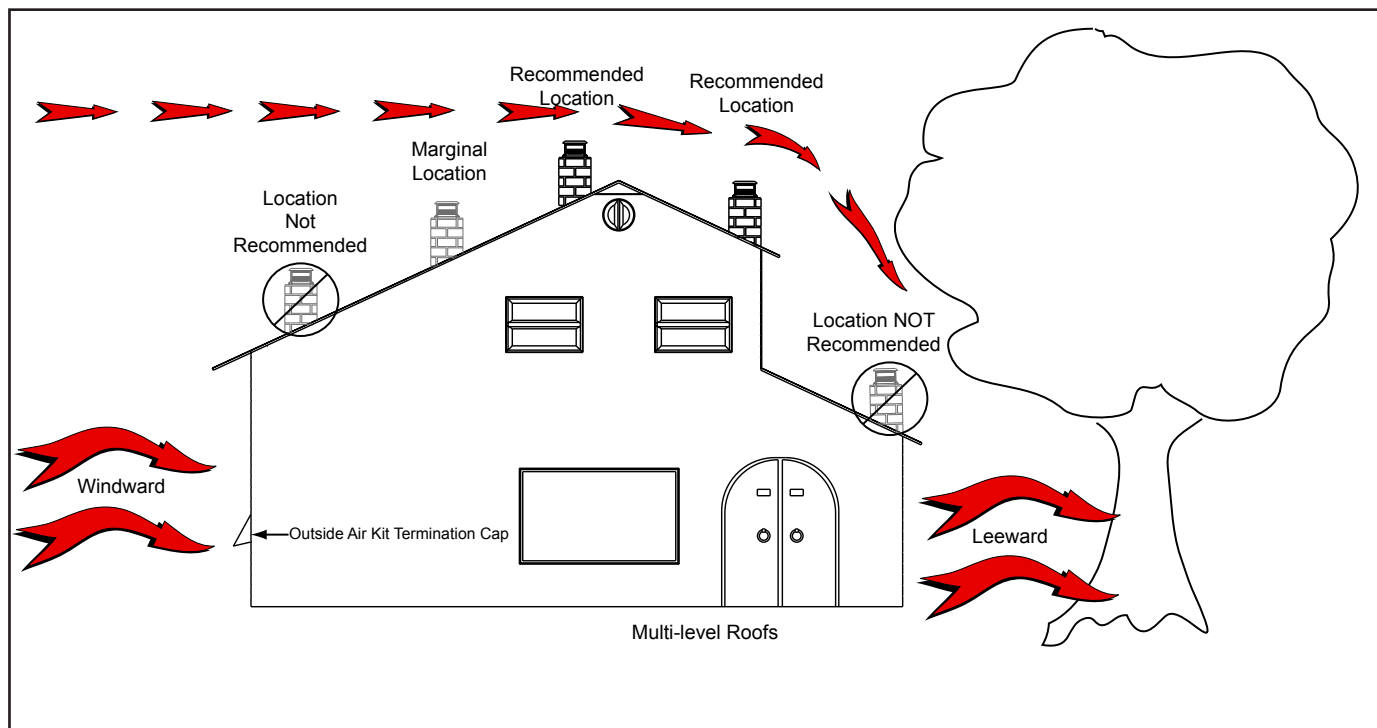 Recommended
Location
Recommended
Location
Marginal
Location
Location
Not
Recommended
Location NOT
Recommended
Windward
Outside Air Kit Termination Cap
Leeward
Multi-level Roofs